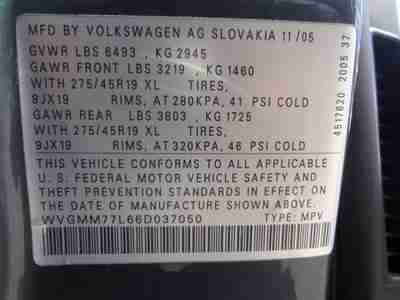 MFD BY VOLKSWAGEN AG SLOVAKIA 11/05
GVWR LBS 6493 , KG 2945
GAWR FRONT LBS 3219 , KG 1460
WITH 275/45R19 XL TIRES,
9JX19 RIMS, AT 280KPA, 41 PSI COLD
GAWR REAR LBS 3803 , KG 1725
WITH 275/45R19 XL TIRES,
9JX19 RIMS, AT 320KPA, 46 PSI COLD
THIS VEHICLE CONFORMS TO ALL APPLICABLE
U. S. FEDERAL MOTOR VEHICLE SAFETY AND
THEFT PREVENTION STANDARDS IN EFFECT ON
THE DATE OF MANUFACTURE SHOWN ABOVE.
WVGMM77L66D037050 TYPE: MPV
4517620 2005 37